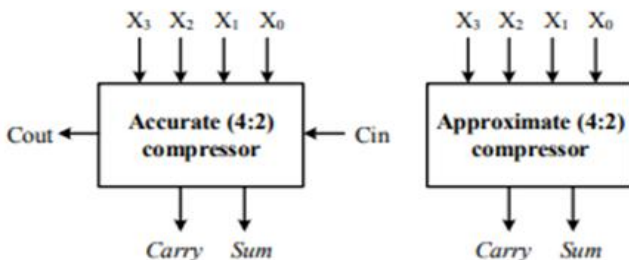 X₃ X₂ X₁ X₀
X₃ X₂ X₁ X₀
Cout
Accurate (4:2)
compressor
Cin
Approximate (4:2)
compressor
Carry Sum
Carry Sum